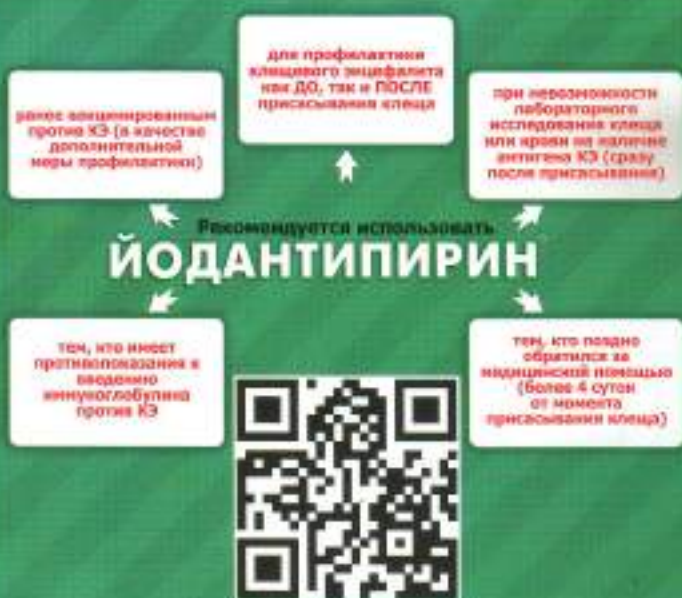 для профилактики
клещивого энцефалита
как ДО, так и ПОСЛЕ
присасывания клеща
ранее вакцинированным
против КЭ (в качестве
дополнительной
меры профилактики)
при невозможности
лабораторного
исследования клеща
или крови на наличие
антигена КЭ (сразу
после присасывания)
Рекомендуется использовать
ЙОДАНТИПИРИН
тем, кто имеет
противопоказания к
введению
иммуноглобулина
против КЭ
тем, кто поздно
обратился за
медицинской помощью
(более 4 суток
от момента
присасывания клеща)